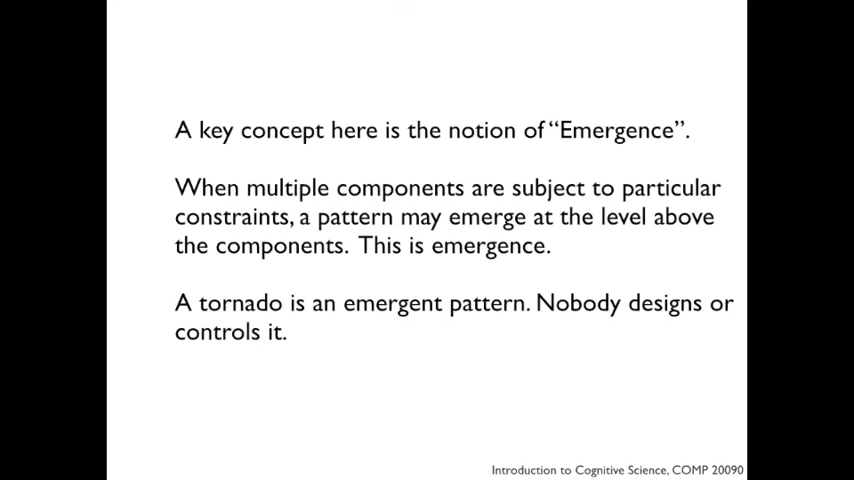 A key concept here is the notion of “Emergence”.
When multiple components are subject to particular
constraints, a pattern may emerge at the level above
the components. This is emergence.
A tornado is an emergent pattern. Nobody designs or
controls it.
Introduction to Cognitive Science, COMP 20090